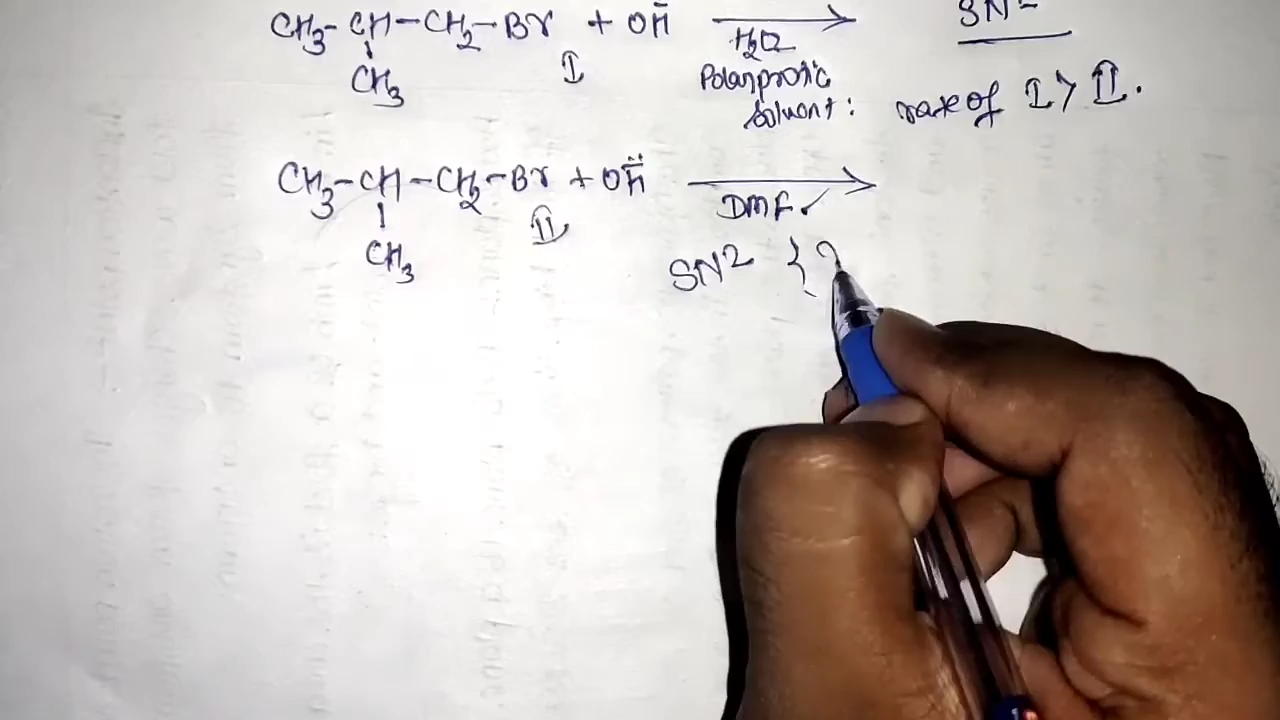 CH3-CH-CH2-Br + OH⁻ → SN2
H2O
CH3 I Polar protic
solvent: rate of I > II.
CH3-CH-CH2-Br + OH⁻ →
DMF ✓
CH3 II
SN2 {